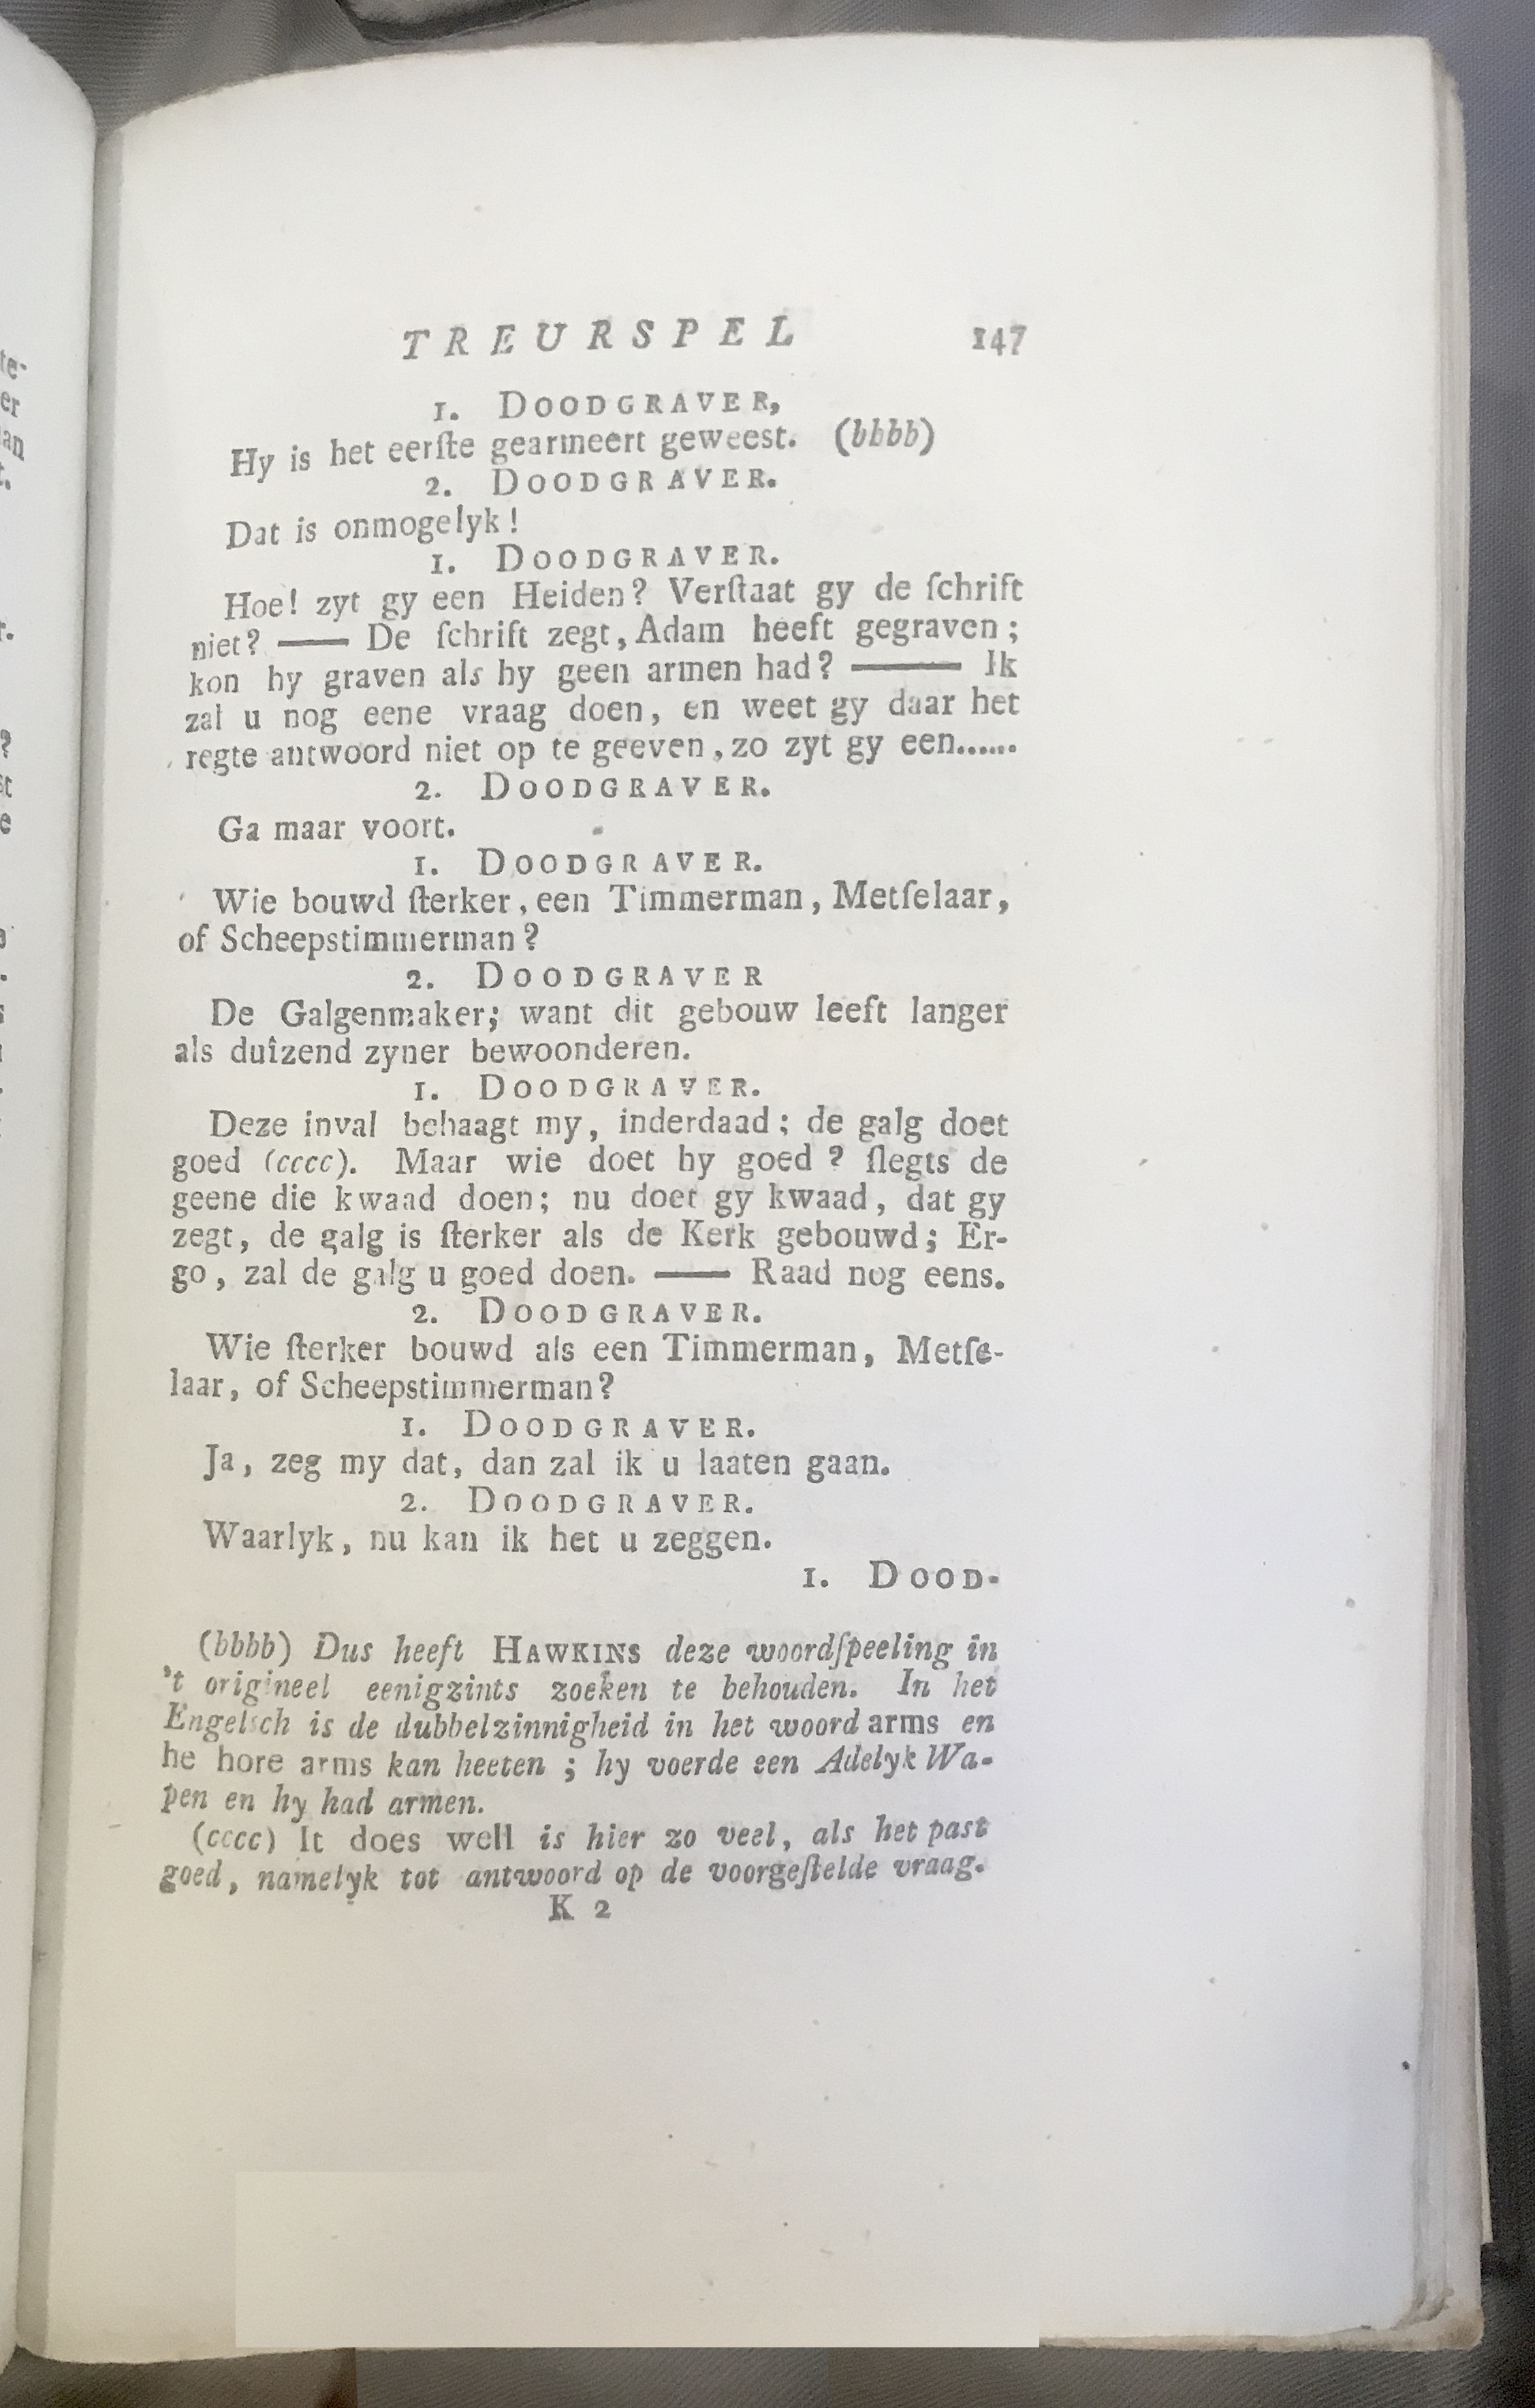 TREURSPEL 147
1. DOODGRAVER,
Hy is het eerſte gearmeert geweest. (bbbb)
2. DOODGRAVER.
Dat is onmogelyk!
1. DOODGRAVER.
Hoe! zyt gy een Heiden? Verſtaat gy de ſchrift
niet? —— De ſchrift zegt, Adam heeft gegraven;
kon hy graven als hy geen armen had? ——— Ik
zal u nog eene vraag doen, en weet gy daar het
regte antwoord niet op te geeven, zo zyt gy een......
2. DOODGRAVER.
Ga maar voort.
1. DOODGRAVER.
Wie bouwd ſterker, een Timmerman, Metſelaar,
of Scheepstimmerman?
2. DOODGRAVER
De Galgenmaker; want dit gebouw leeft langer
als duizend zyner bewoonderen.
1. DOODGRAVER.
Deze inval behaagt my, inderdaad; de galg doet
goed (cccc). Maar wie doet hy goed? ſlegts de
geene die kwaad doen; nu doet gy kwaad, dat gy
zegt, de galg is ſterker als de Kerk gebouwd; Er-
go, zal de galg u goed doen. —— Raad nog eens.
2. DOODGRAVER.
Wie ſterker bouwd als een Timmerman, Metſe-
laar, of Scheepstimmerman?
1. DOODGRAVER.
Ja, zeg my dat, dan zal ik u laaten gaan.
2. DOODGRAVER.
Waarlyk, nu kan ik het u zeggen.
1. DOOD-
(bbbb) Dus heeft HAWKINS deze woordſpeeling in
't origineel eenigzints zoeken te behouden. In het
Engelsch is de dubbelzinnigheid in het woord arms en
he bore arms kan heeten; hy voerde een Adelyk Wa-
pen en hy had armen.
(cccc) It does well is hier zo veel, als het past
goed, namelyk tot antwoord op de voorgeſtelde vraag.
K 2